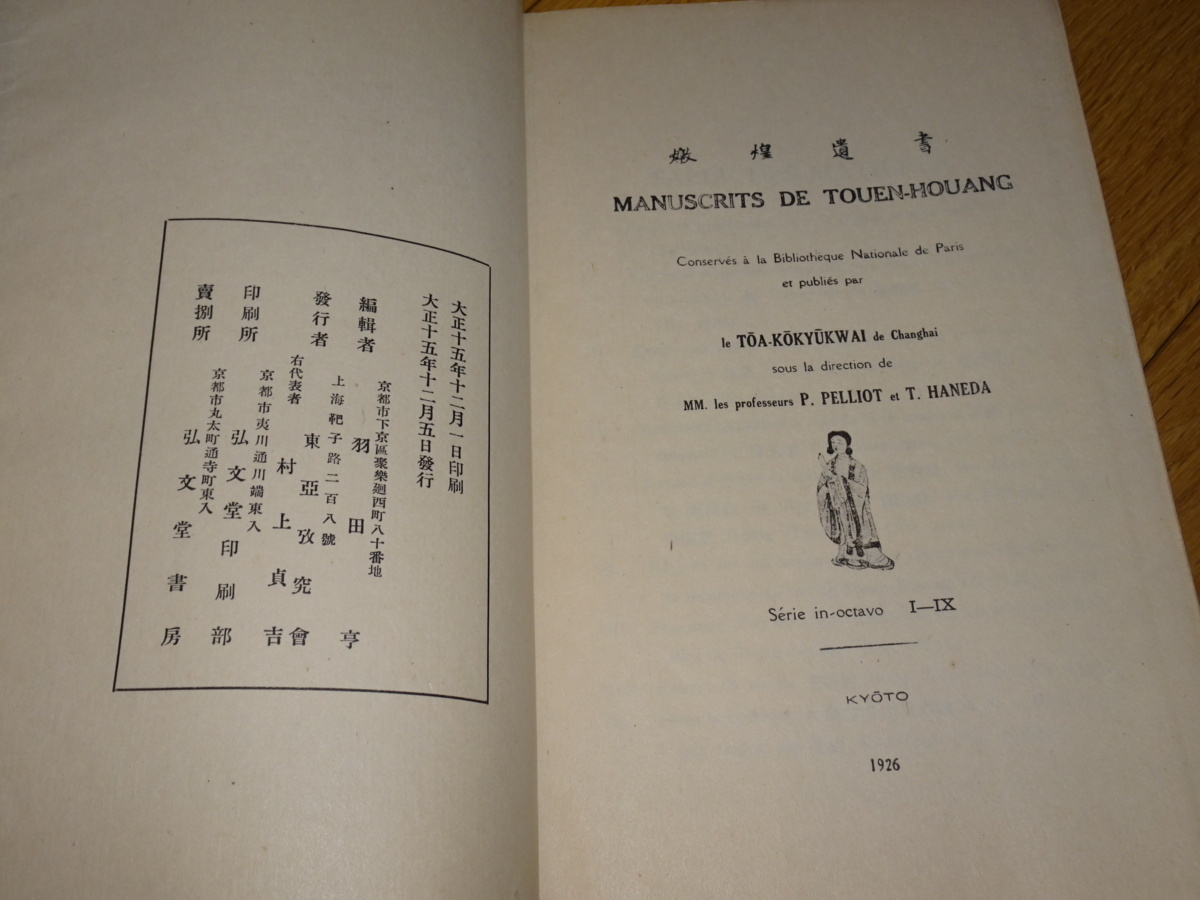 大正十五年十二月一日印刷
大正十五年十二月五日發行
京都市下京區聚樂廻西町八十番地
編輯者 羽田亨
上海靶子路二百八號
發行者 東亞攷究會
右代表者 村上貞吉
京都市夷川通川端東入
印刷所 弘文堂印刷部
京都市丸太町通寺町東入
賣捌所 弘文堂書房
燉煌遺書
MANUSCRITS DE TOUEN-HOUANG
Conservés à la Bibliothèque Nationale de Paris
et publiés par
le TŌA-KŌKYŪKWAI de Changhai
sous la direction de
MM. les professeurs P. PELLIOT et T. HANEDA
Série in-octavo I—IX
KYŌTO
1926